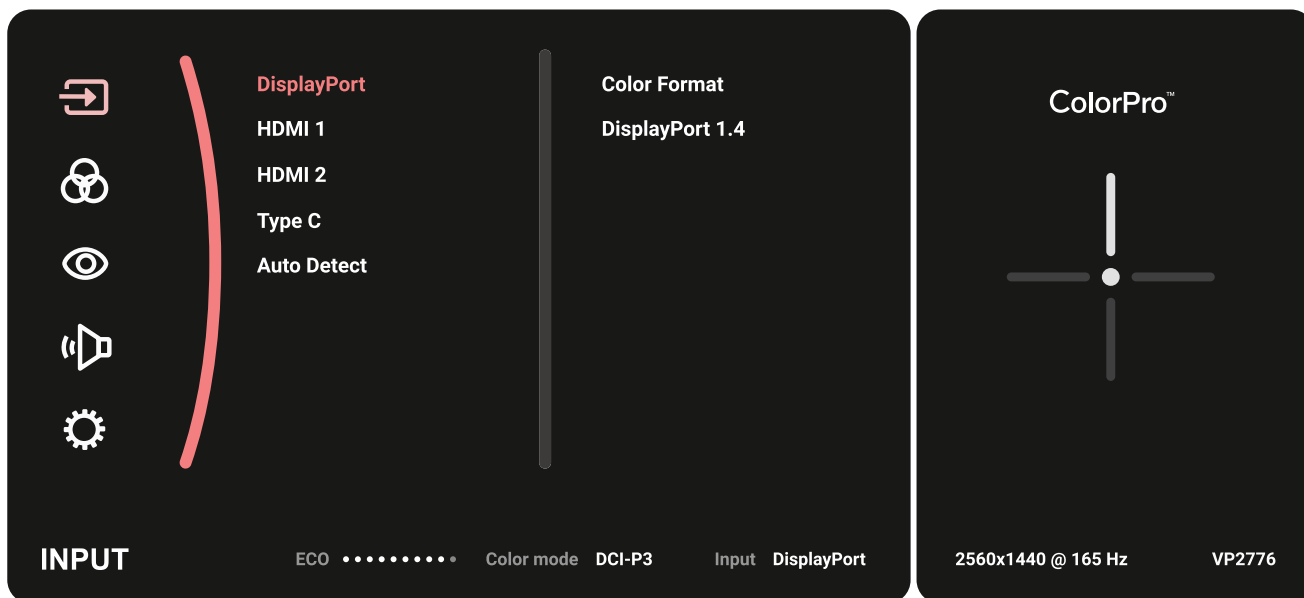 DisplayPort
HDMI 1
HDMI 2
Type C
Auto Detect
Color Format
DisplayPort 1.4
INPUT
ECO
Color mode DCI-P3
Input DisplayPort
ColorPro™
2560x1440 @ 165 Hz
VP2776